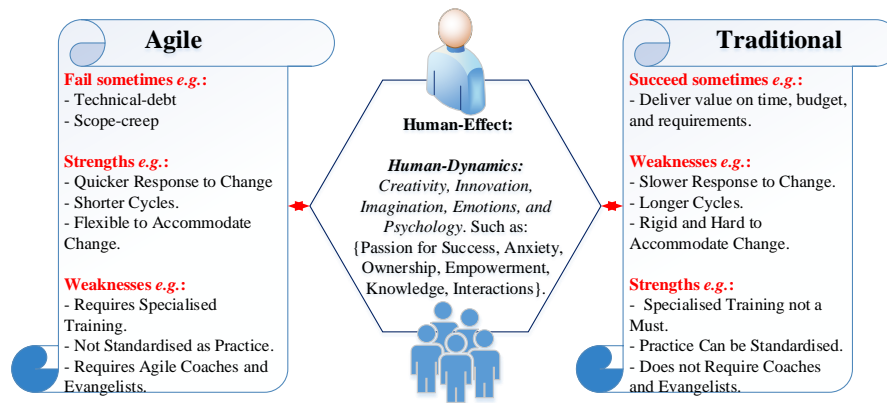 Agile
Fail sometimes e.g.:
- Technical-debt
- Scope-creep
Strengths e.g.:
- Quicker Response to Change
- Shorter Cycles.
- Flexible to Accommodate
Change.
Weaknesses e.g.:
- Requires Specialised
Training.
- Not Standardised as Practice.
- Requires Agile Coaches and
Evangelists.
Human-Effect:
Human-Dynamics:
Creativity, Innovation,
Imagination, Emotions, and
Psychology. Such as:
{Passion for Success, Anxiety,
Ownership, Empowerment,
Knowledge, Interactions}.
Traditional
Succeed sometimes e.g.:
- Deliver value on time, budget,
and requirements.
Weaknesses e.g.:
- Slower Response to Change.
- Longer Cycles.
- Rigid and Hard to
Accommodate Change.
Strengths e.g.:
- Specialised Training not a
Must.
- Practice Can be Standardised.
- Does not Require Coaches
and Evangelists.